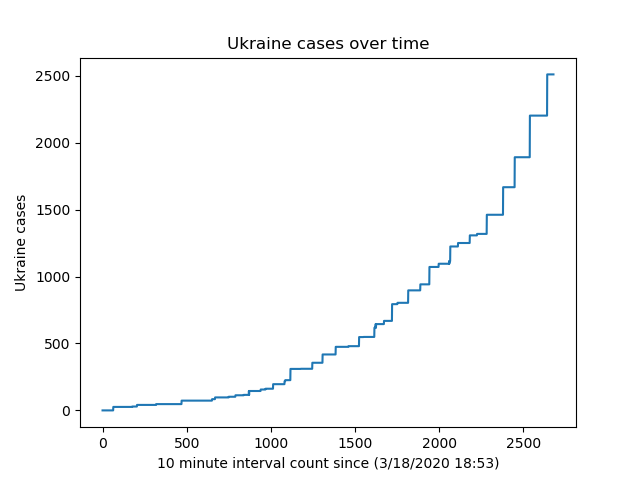 Ukraine cases over time
2500
2000
1500
1000
500
0
Ukraine cases
0 500 1000 1500 2000 2500
10 minute interval count since (3/18/2020 18:53)